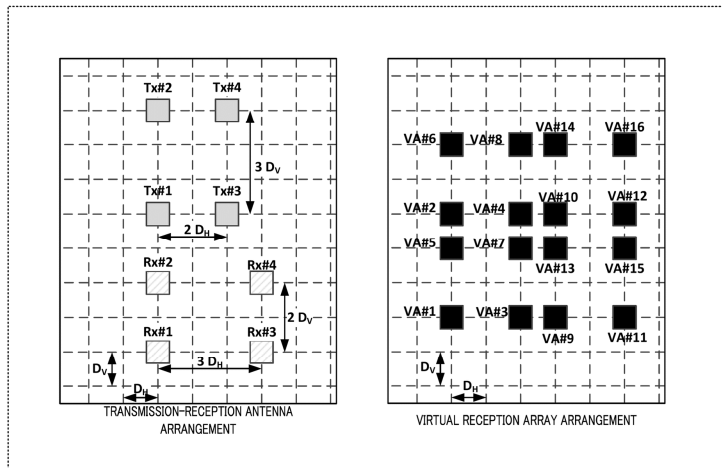 Tx#2 Tx#4
3 DV
Tx#1 Tx#3
2 DH
Rx#2 Rx#4
2 DV
Rx#1 Rx#3
3 DH
DV
DH
TRANSMISSION-RECEPTION ANTENNA
ARRANGEMENT
VA#6 VA#8 VA#14 VA#16
VA#2 VA#4 VA#10 VA#12
VA#5 VA#7 VA#13 VA#15
VA#1 VA#3 VA#9 VA#11
DV
DH
VIRTUAL RECEPTION ARRAY ARRANGEMENT